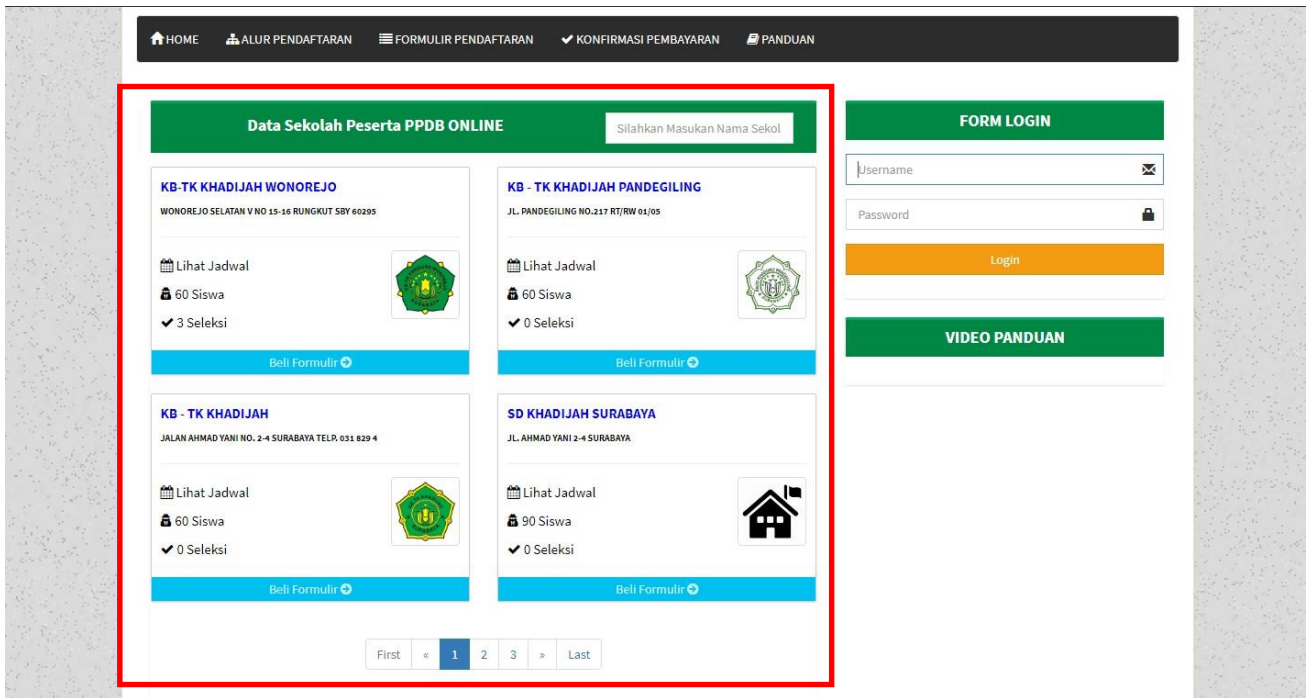 HOME ALUR PENDAFTARAN FORMULIR PENDAFTARAN KONFIRMASI PEMBAYARAN PANDUAN
Data Sekolah Peserta PPDB ONLINE
Silahkan Masukan Nama Sekol
KB-TK KHADIJAH WONOREJO
WONOREJO SELATAN V NO 15-16 RUNGKUT SBY 60295
Lihat Jadwal
60 Siswa
3 Seleksi
Beli Formulir
KB - TK KHADIJAH PANDEGILING
JL. PANDEGILING NO.217 RT/RW 01/05
Lihat Jadwal
60 Siswa
0 Seleksi
Beli Formulir
KB - TK KHADIJAH
JALAN AHMAD YANI NO. 2-4 SURABAYA TELP. 031 829 4
Lihat Jadwal
60 Siswa
0 Seleksi
Beli Formulir
SD KHADIJAH SURABAYA
JL. AHMAD YANI 2-4 SURABAYA
Lihat Jadwal
90 Siswa
0 Seleksi
Beli Formulir
First « 1 2 3 » Last
FORM LOGIN
Username
Password
Login
VIDEO PANDUAN